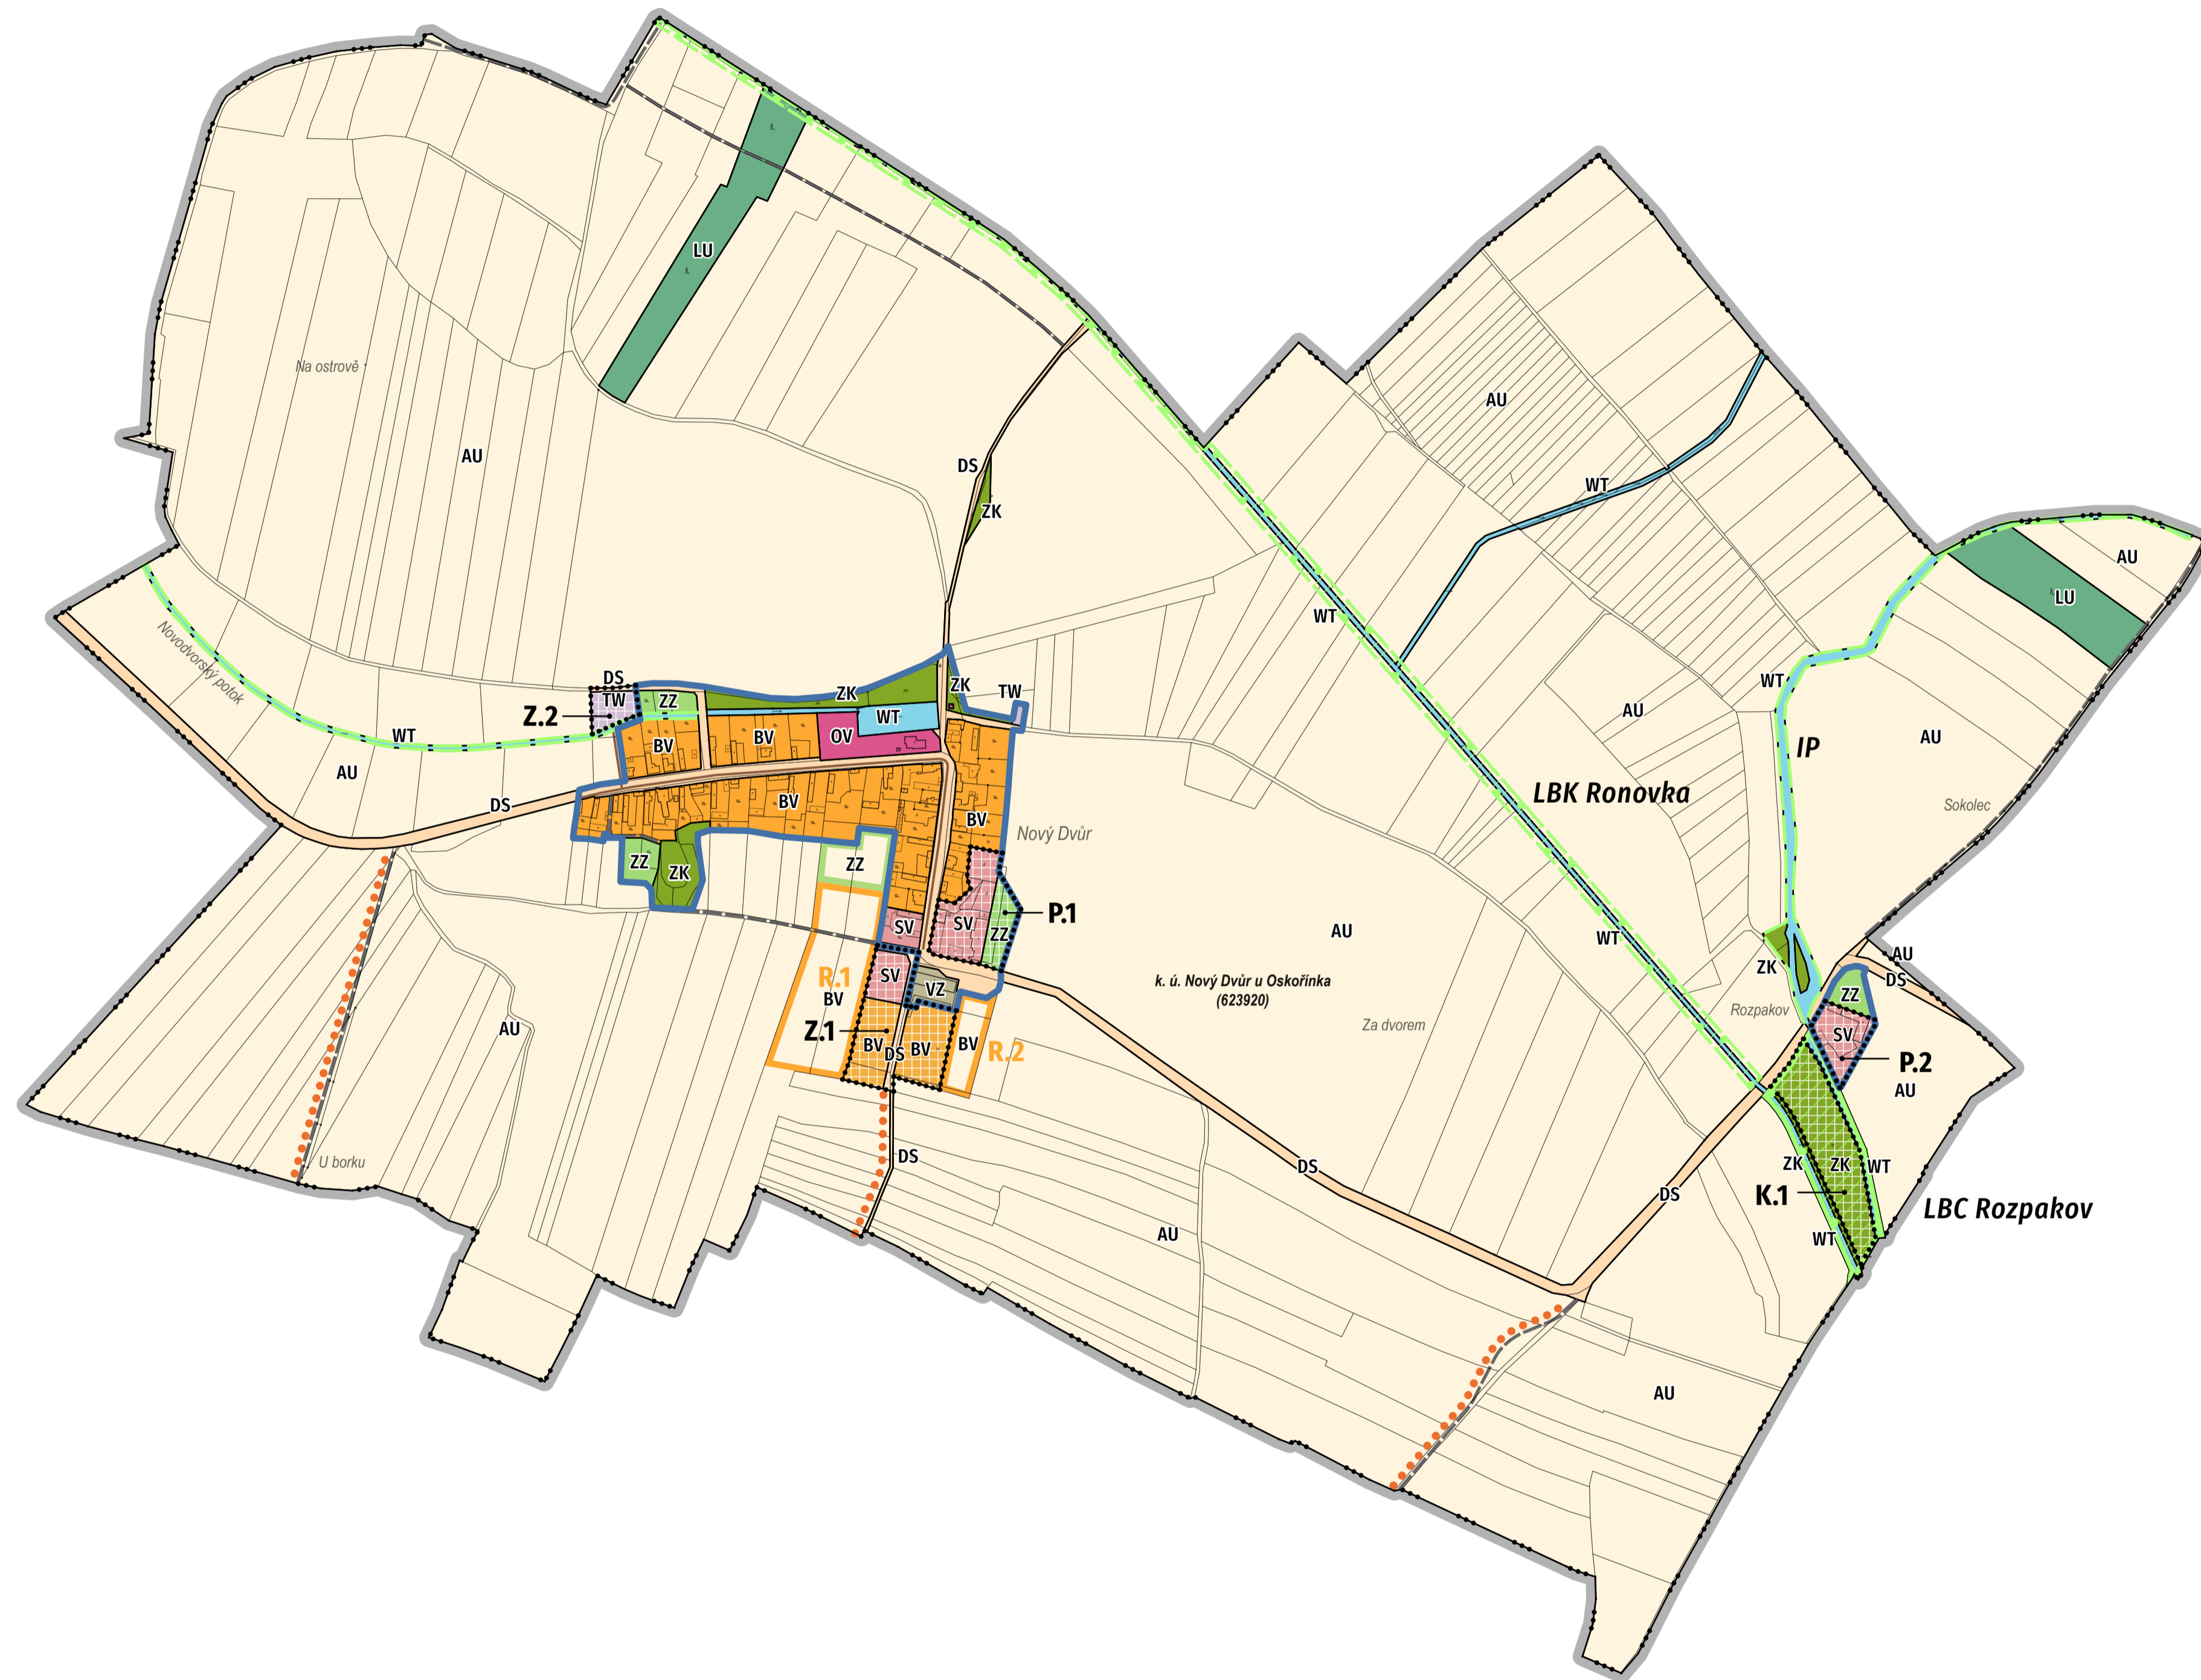 LU
Na ostrově
AU
AU
DS
WT
ZK
AU
LU
Novodvorský potok
WT
DS
TW
Z.2
ZZ
ZK
ZK
TW
WT
AU
WT
WT
AU
BV
BV
OV
WT
AU
IP
AU
DS
BV
LBK Ronovka
Sokolec
BV
Nový Dvůr
ZZ
ZK
ZZ
P.1
SV
SV
ZZ
AU
WT
ZK
AU
DS
R.1
SV
VZ
k. ú. Nový Dvůr u Oskořínka
(623920)
ZZ
BV
Rozpakov
Za dvorem
SV
AU
Z.1
BV
DS
BV
BV
R.2
P.2
AU
U borku
DS
DS
ZK
ZK
WT
DS
K.1
LBC Rozpakov
AU
WT
AU